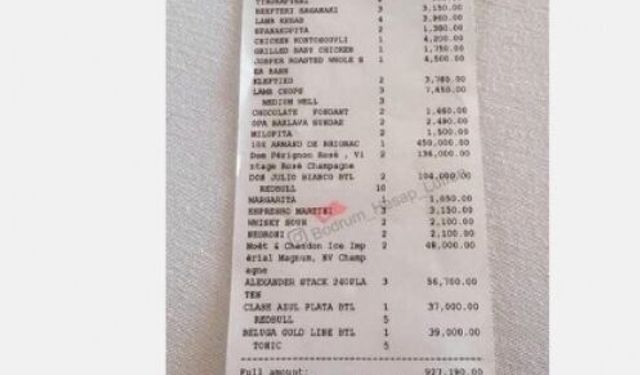 BEEFTERI BAGANAKI 3 3,150.00
LAMB KEBAB 4 3,960.00
SPANAKOPITA 2 1,380.00
CHICKEN KONTOSOUFLI 1 4,200.00
GRILLED BABY CHICKEN 1 1,750.00
JOSPER ROASTED WHOLE S 1 4,500.00
EA BASS
KLEFTIKO 2 3,780.00
LAMB CHOPS 3 7,650.00
MEDIUM WELL 3
CHOCOLATE FONDANT 2 1,460.00
OPA BAKLAVA SUNDAE 2 2,490.00
MILOPITA 2 1,500.00
ARMAND DE BRIGNAC 1 450,000.00
Dom Pérignon Rosé , Vi 2 136,000.00
ntage Rosé Champagne
DON JULIO BIANCO BTL 2 104,000.00
REDBULL 10
MARGARITA 1,050.00
ESPRESSO MARTINI 3 3,150.00
WHISKY SOUR 2 2,100.00
NEGRONI 2 2,100.00
Moët & Chandon Ice Imp 2 48,000.00
érial Magnum, NV Champ
agne
ALEXANDER STACK 240PLA 3 56,700.00
TEN
CLASE AZUL PLATA BTL 1 37,000.00
REDBULL 5
BELUGA GOLD LINE BTL 1 39,000.00
TONIC 5
Full amount: 927,190.00
Bodrum_Hesap_Lutfen